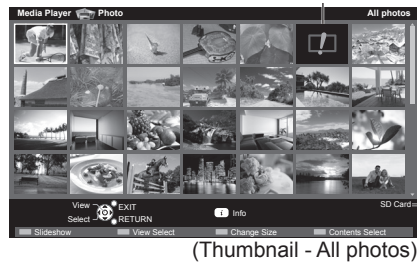 Media Player Photo All photos
View EXIT
Select RETURN
i Info
SD Card
Slideshow View Select Change Size Contents Select
(Thumbnail - All photos)